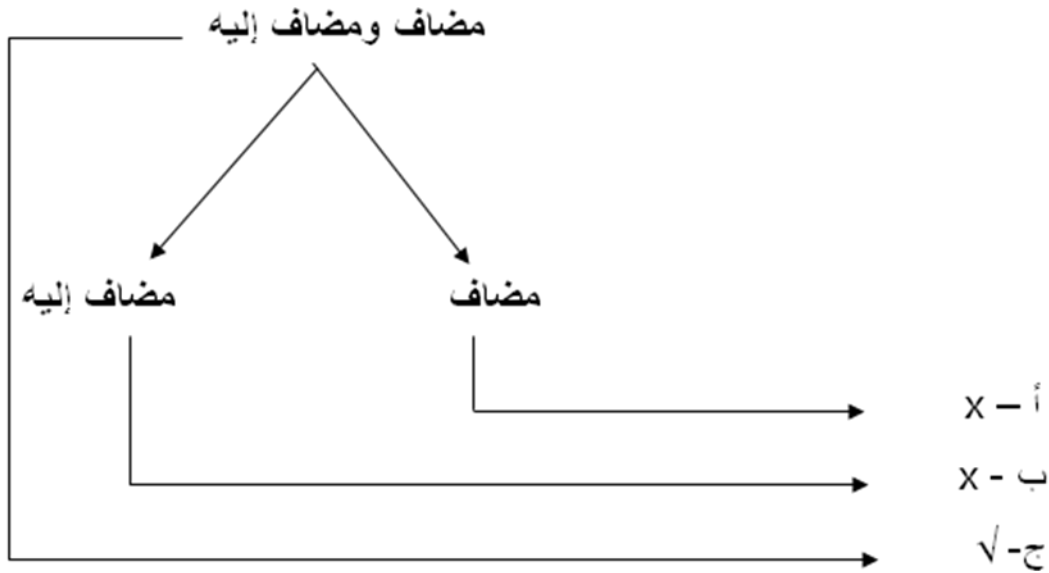 مضاف ومضاف إليه
مضاف
مضاف إليه
أ – x
ب - x
ج- √